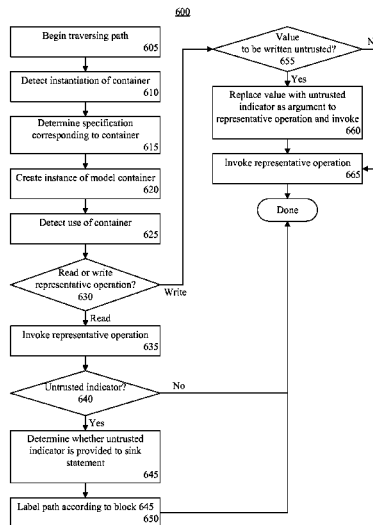 600
Begin traversing path
605
Detect instantiation of container
610
Determine specification
corresponding to container
615
Create instance of model container
620
Detect use of container
625
Read or write
representative operation?
630
Write
Read
Invoke representative operation
635
Untrusted indicator?
640
No
Yes
Determine whether untrusted
indicator is provided to sink
statement
645
Label path according to block 645
650
Value
to be written untrusted?
655
Yes
Replace value with untrusted
indicator as argument to
representative operation and invoke
660
Invoke representative operation
665
Done